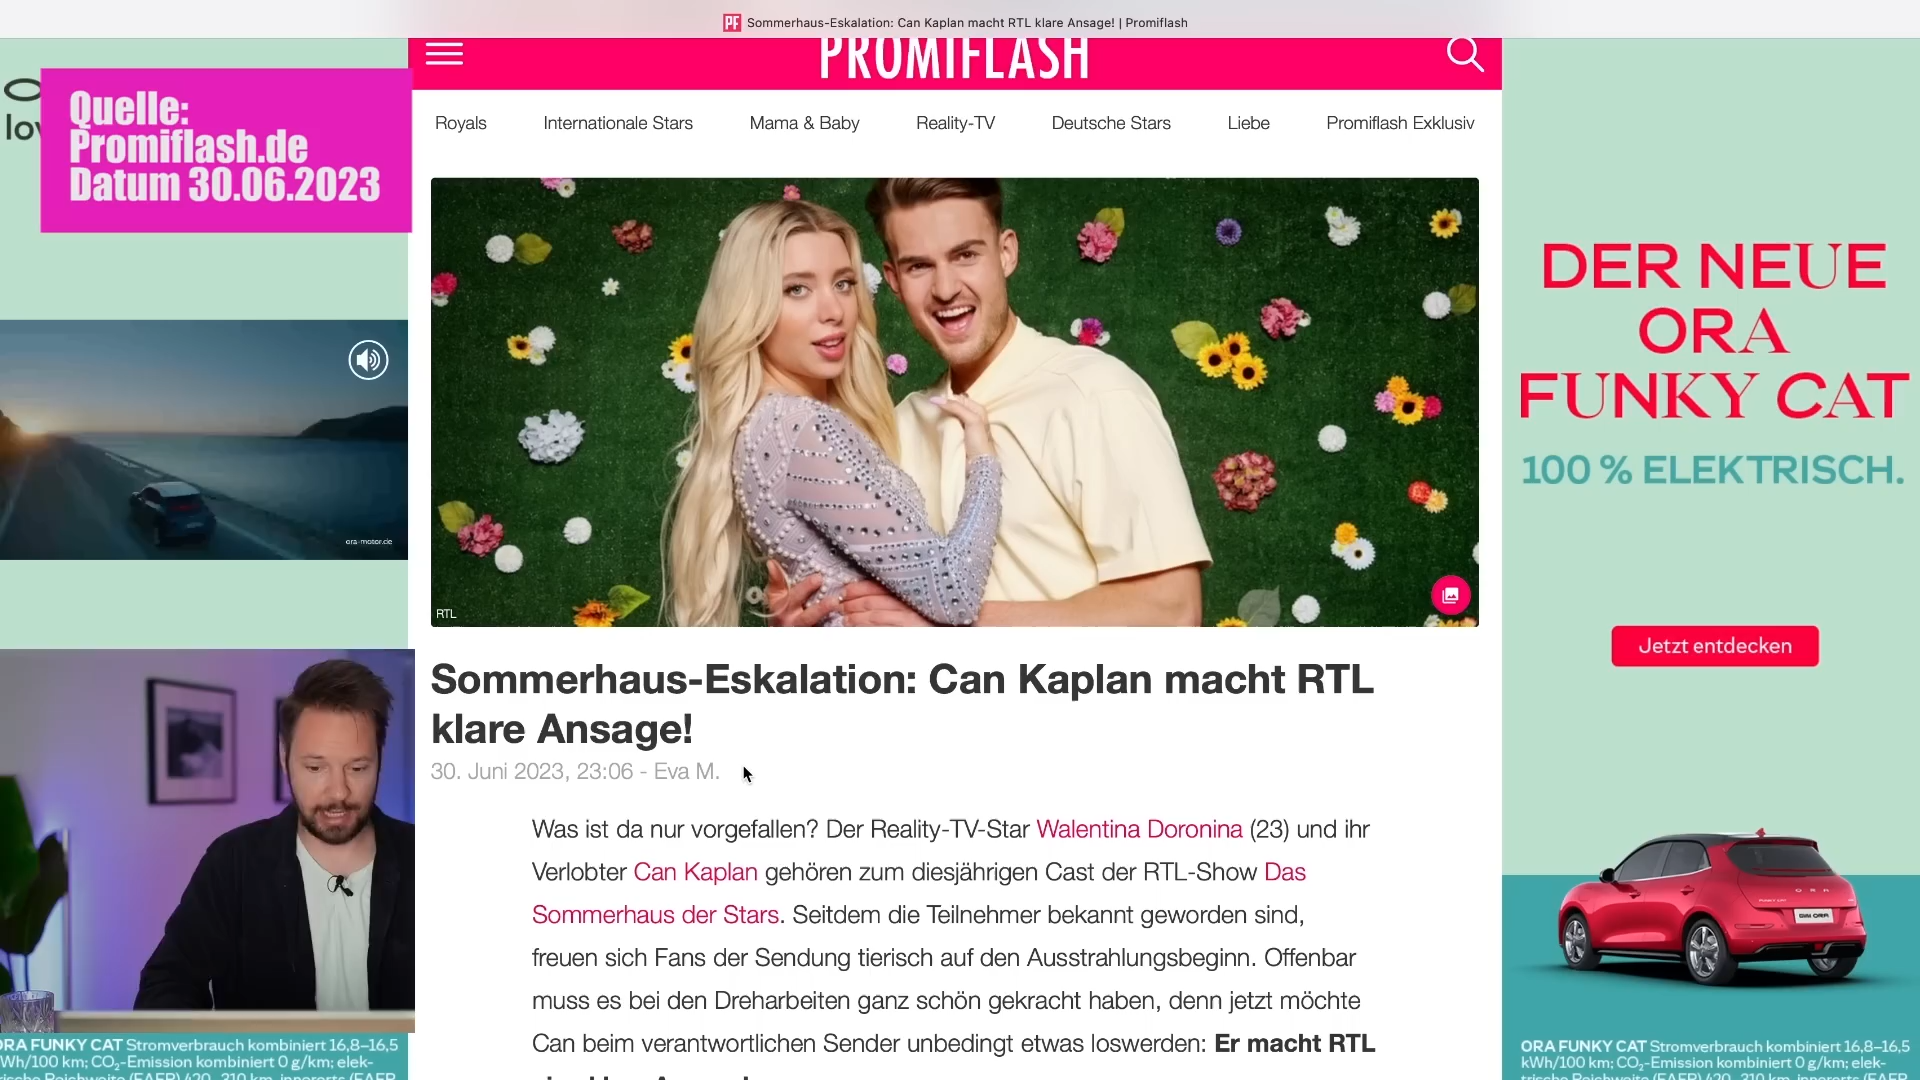 Sommerhaus-Eskalation: Can Kaplan macht RTL klare Ansage! | Promiflash
PROMIFLASH
Royals
Internationale Stars
Mama & Baby
Reality-TV
Deutsche Stars
Liebe
Promiflash Exklusiv
Quelle:
Promiflash.de
Datum 30.06.2023
ora-motor.de
RTL
DER NEUE
ORA
FUNKY CAT
100 % ELEKTRISCH.
Jetzt entdecken
Sommerhaus-Eskalation: Can Kaplan macht RTL
klare Ansage!
30. Juni 2023, 23:06 - Eva M.
Was ist da nur vorgefallen? Der Reality-TV-Star Walentina Doronina (23) und ihr
Verlobter Can Kaplan gehören zum diesjährigen Cast der RTL-Show Das
Sommerhaus der Stars. Seitdem die Teilnehmer bekannt geworden sind,
freuen sich Fans der Sendung tierisch auf den Ausstrahlungsbeginn. Offenbar
muss es bei den Dreharbeiten ganz schön gekracht haben, denn jetzt möchte
Can beim verantwortlichen Sender unbedingt etwas loswerden: Er macht RTL
ORA FUNKY CAT Stromverbrauch kombiniert 16,8–16,5
kWh/100 km; CO₂-Emission kombiniert 0 g/km; elek-
ORA FUNKY CAT Stromverbrauch kombiniert 16,8–16,5
kWh/100 km; CO₂-Emission kombiniert 0 g/km; elek-